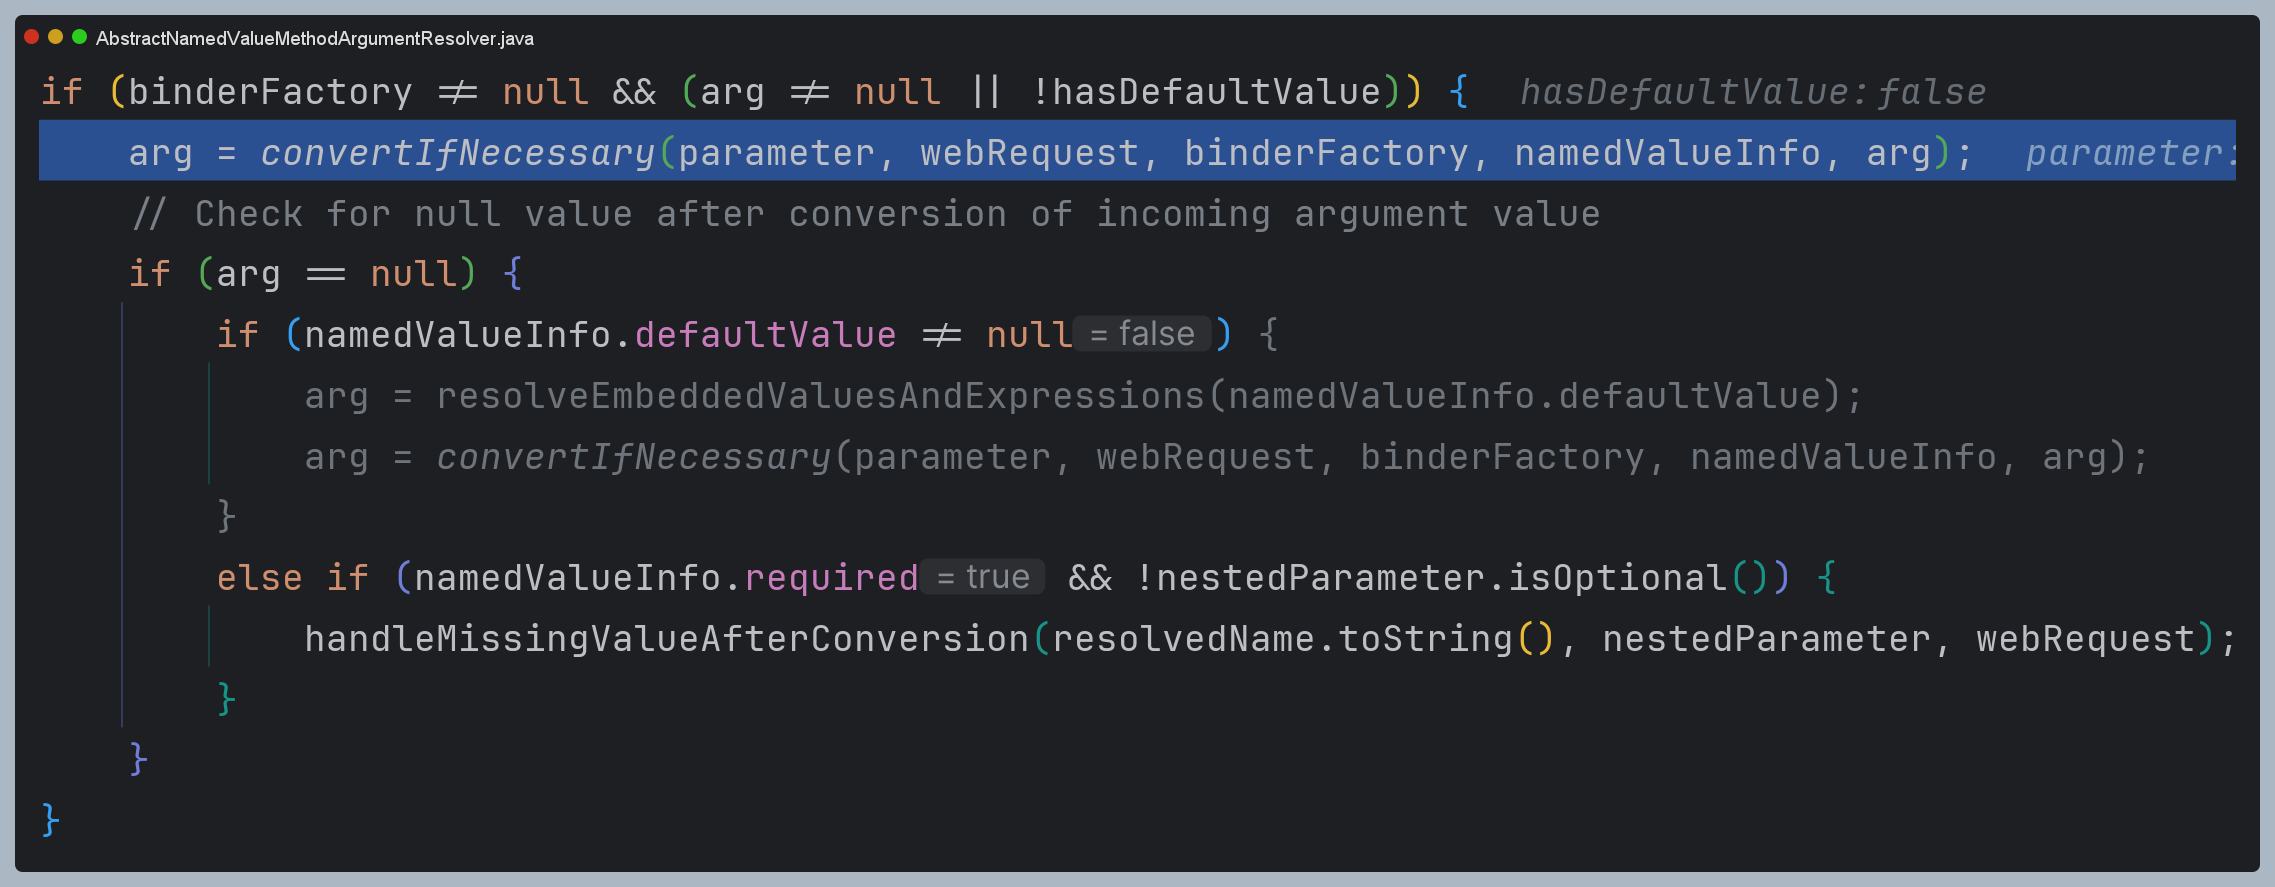 AbstractNamedValueMethodArgumentResolver.java
if (binderFactory ≠ null && (arg ≠ null || !hasDefaultValue)) { hasDefaultValue: false
arg = convertIfNecessary(parameter, webRequest, binderFactory, namedValueInfo, arg); parameter:
// Check for null value after conversion of incoming argument value
if (arg == null) {
if (namedValueInfo.defaultValue ≠ null = false ) {
arg = resolveEmbeddedValuesAndExpressions(namedValueInfo.defaultValue);
arg = convertIfNecessary(parameter, webRequest, binderFactory, namedValueInfo, arg);
}
else if (namedValueInfo.required = true && !nestedParameter.isOptional()) {
handleMissingValueAfterConversion(resolvedName.toString(), nestedParameter, webRequest);
}
}
}